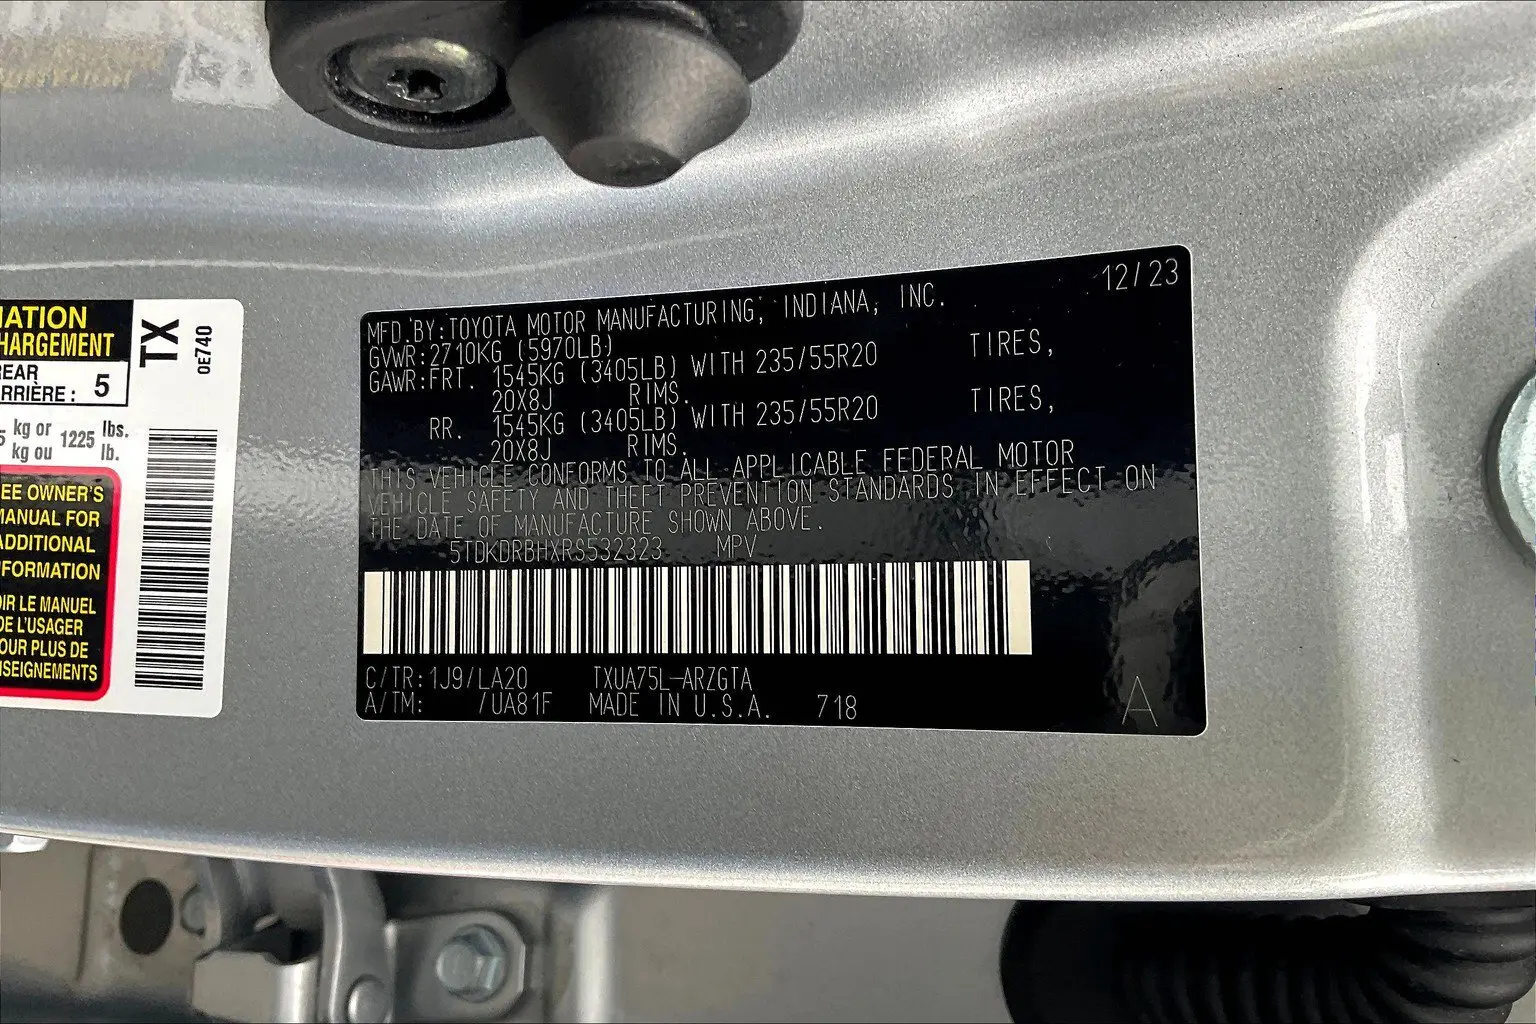 IATION
HARGEMENT
REAR
RRIÈRE : 5
kg or 1225 lbs.
kg ou lb.
EE OWNER'S
MANUAL FOR
ADDITIONAL
FORMATION
OIR LE MANUEL
DE L'USAGER
OUR PLUS DE
NSEIGNEMENTS
TX
0E740
12/23
MFD. BY: TOYOTA MOTOR MANUFACTURING, INDIANA, INC.
GVWR: 2710KG (5970LB)
GAWR: FRT. 1545KG (3405LB) WITH 235/55R20 TIRES,
20X8J RIMS.
RR. 1545KG (3405LB) WITH 235/55R20 TIRES,
20X8J RIMS.
THIS VEHICLE CONFORMS TO ALL APPLICABLE FEDERAL MOTOR
VEHICLE SAFETY AND THEFT PREVENTION STANDARDS IN EFFECT ON
THE DATE OF MANUFACTURE SHOWN ABOVE.
5TDKDRBHXRS532323 MPV
C/TR: 1J9/LA20 TXUA75L-ARZGTA
A/TM: /UA81F MADE IN U.S.A. 718
A